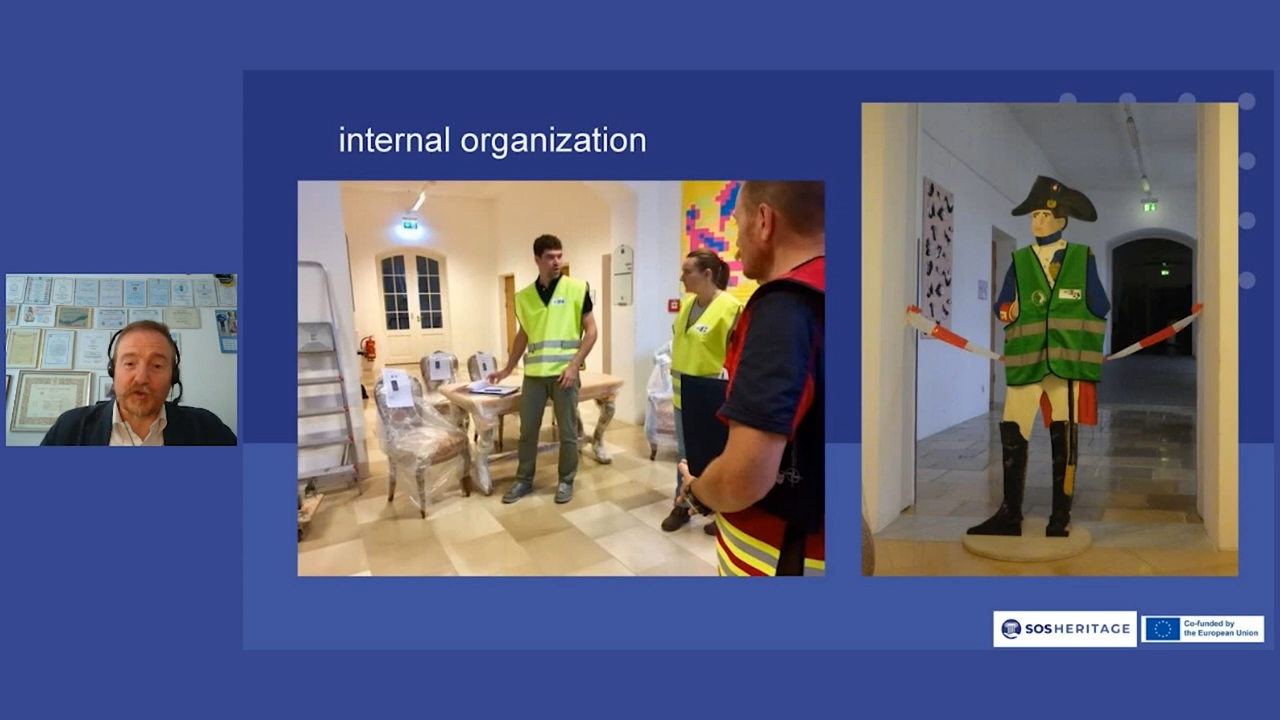 internal organization
SOSHERITAGE
Co-funded by
the European Union